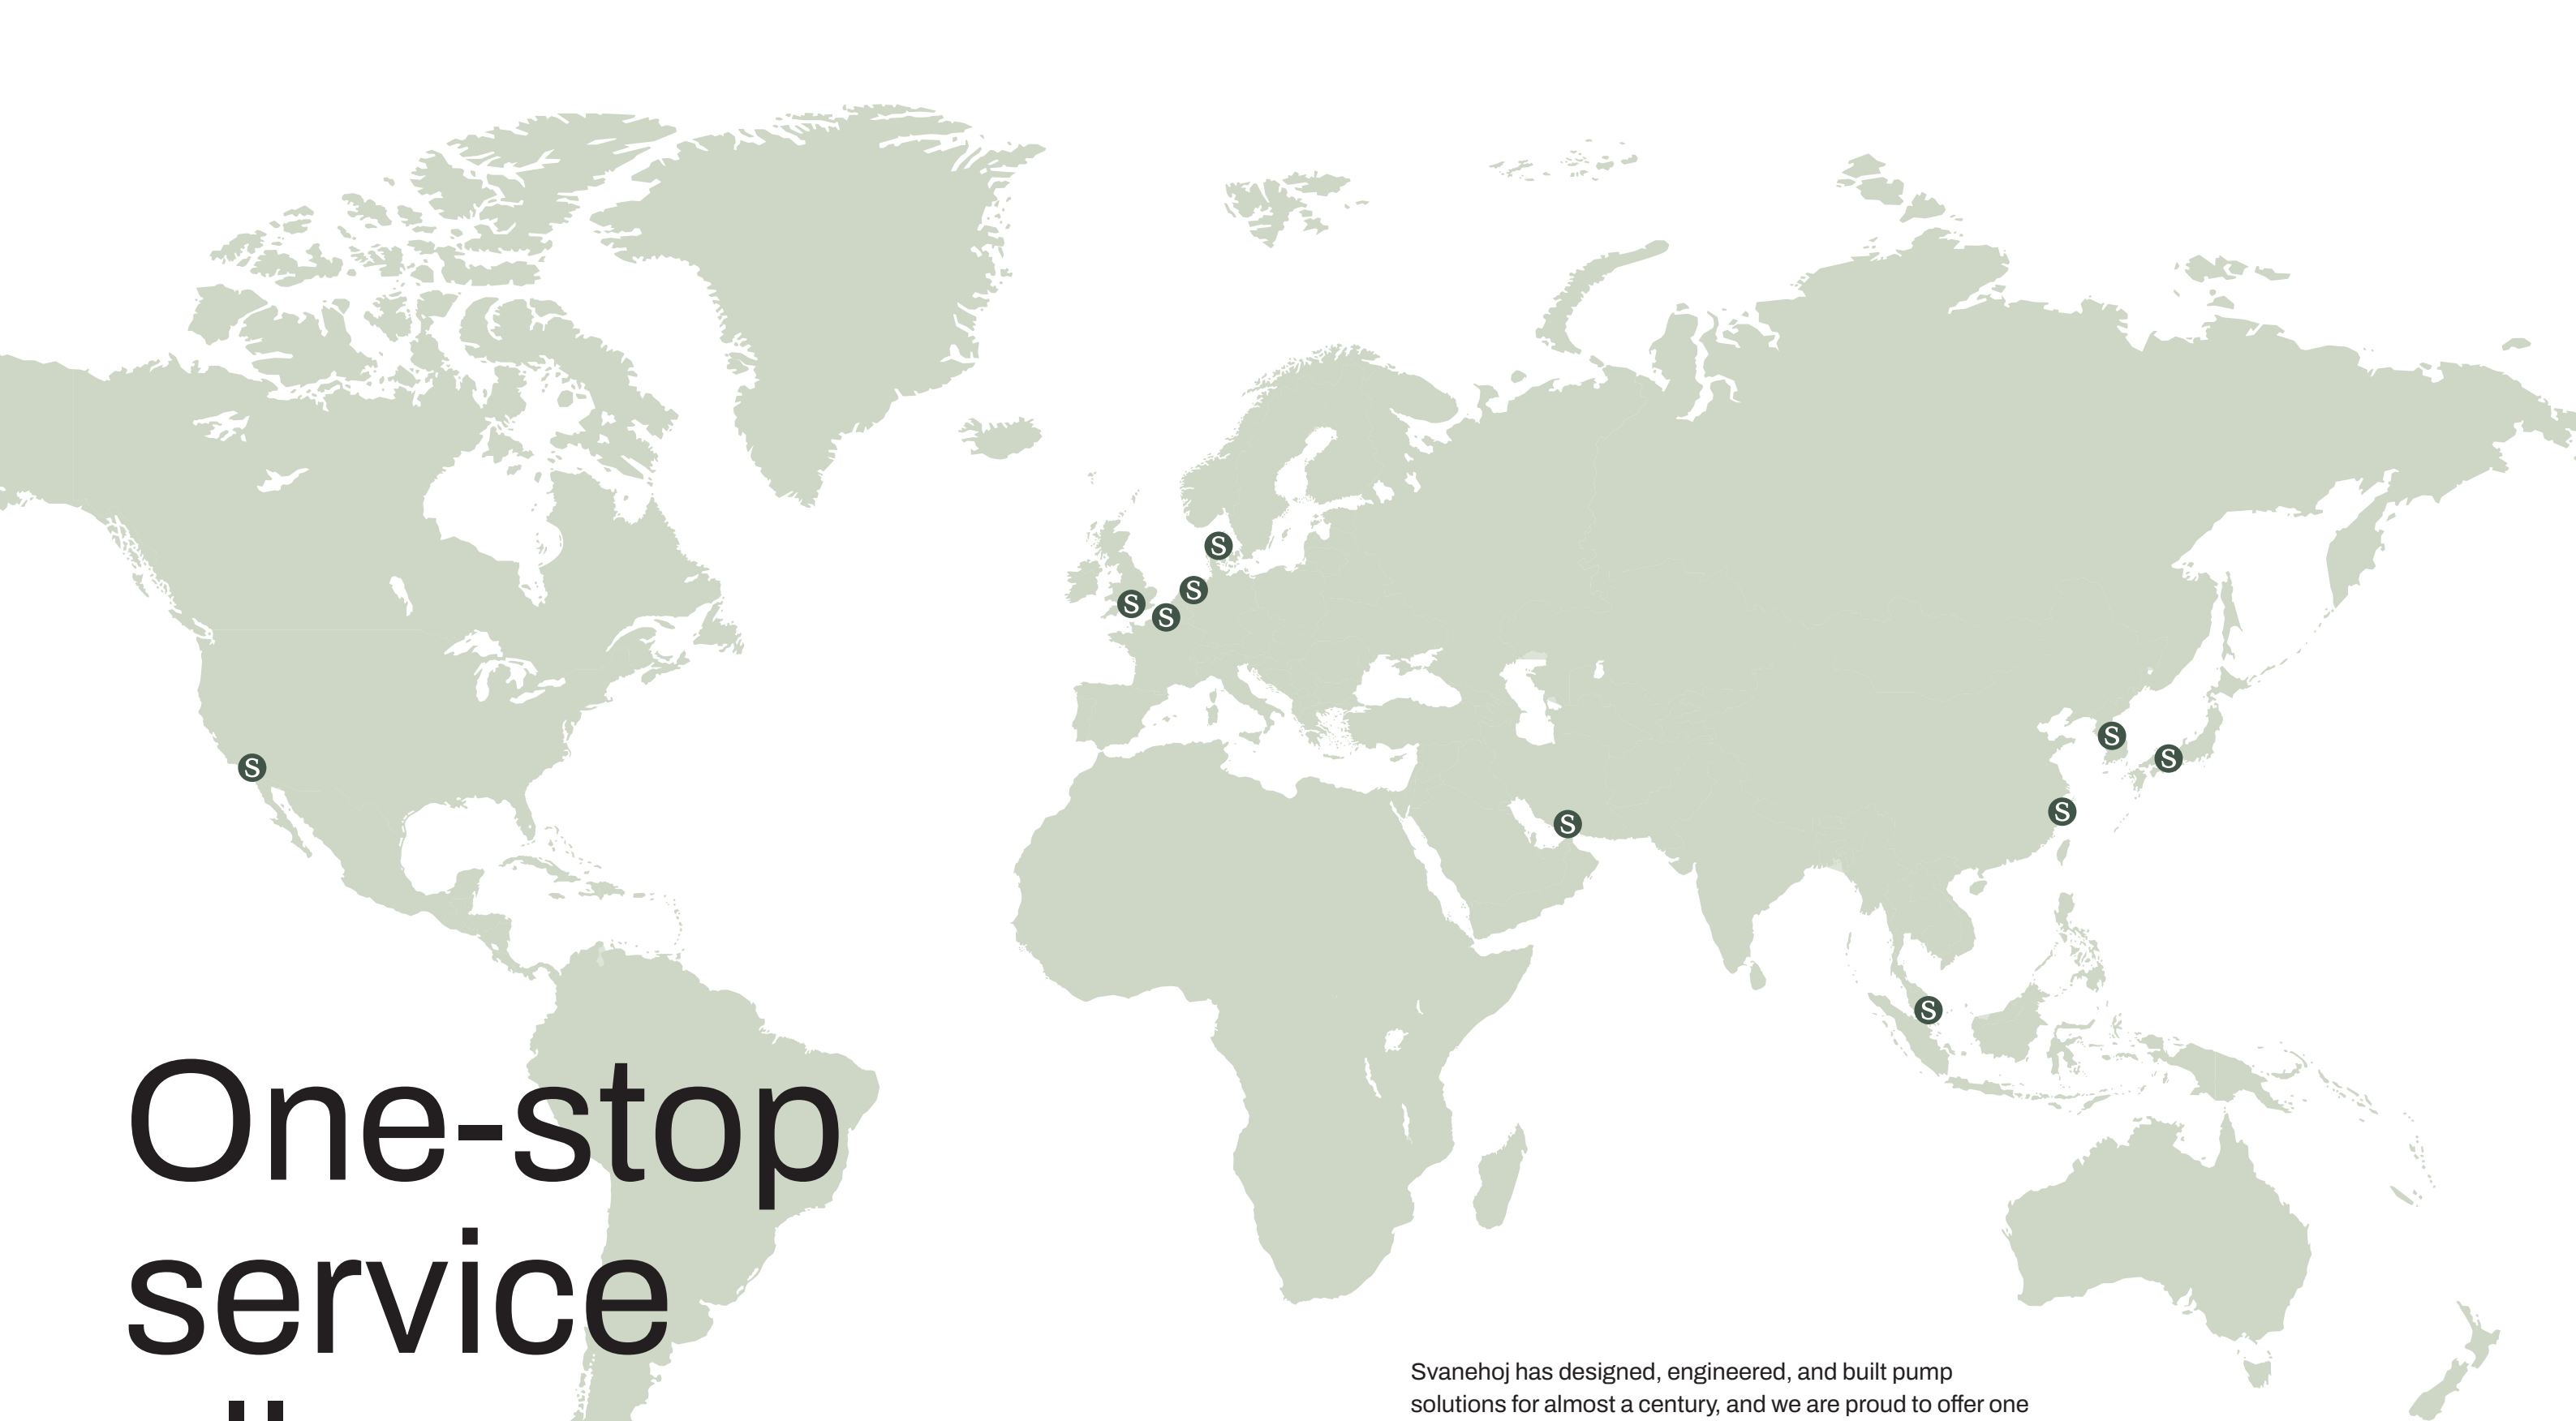 S
S
S
S
S
S
S
S
S
S
One-stop
service
Svanehoj has designed, engineered, and built pump
solutions for almost a century, and we are proud to offer one